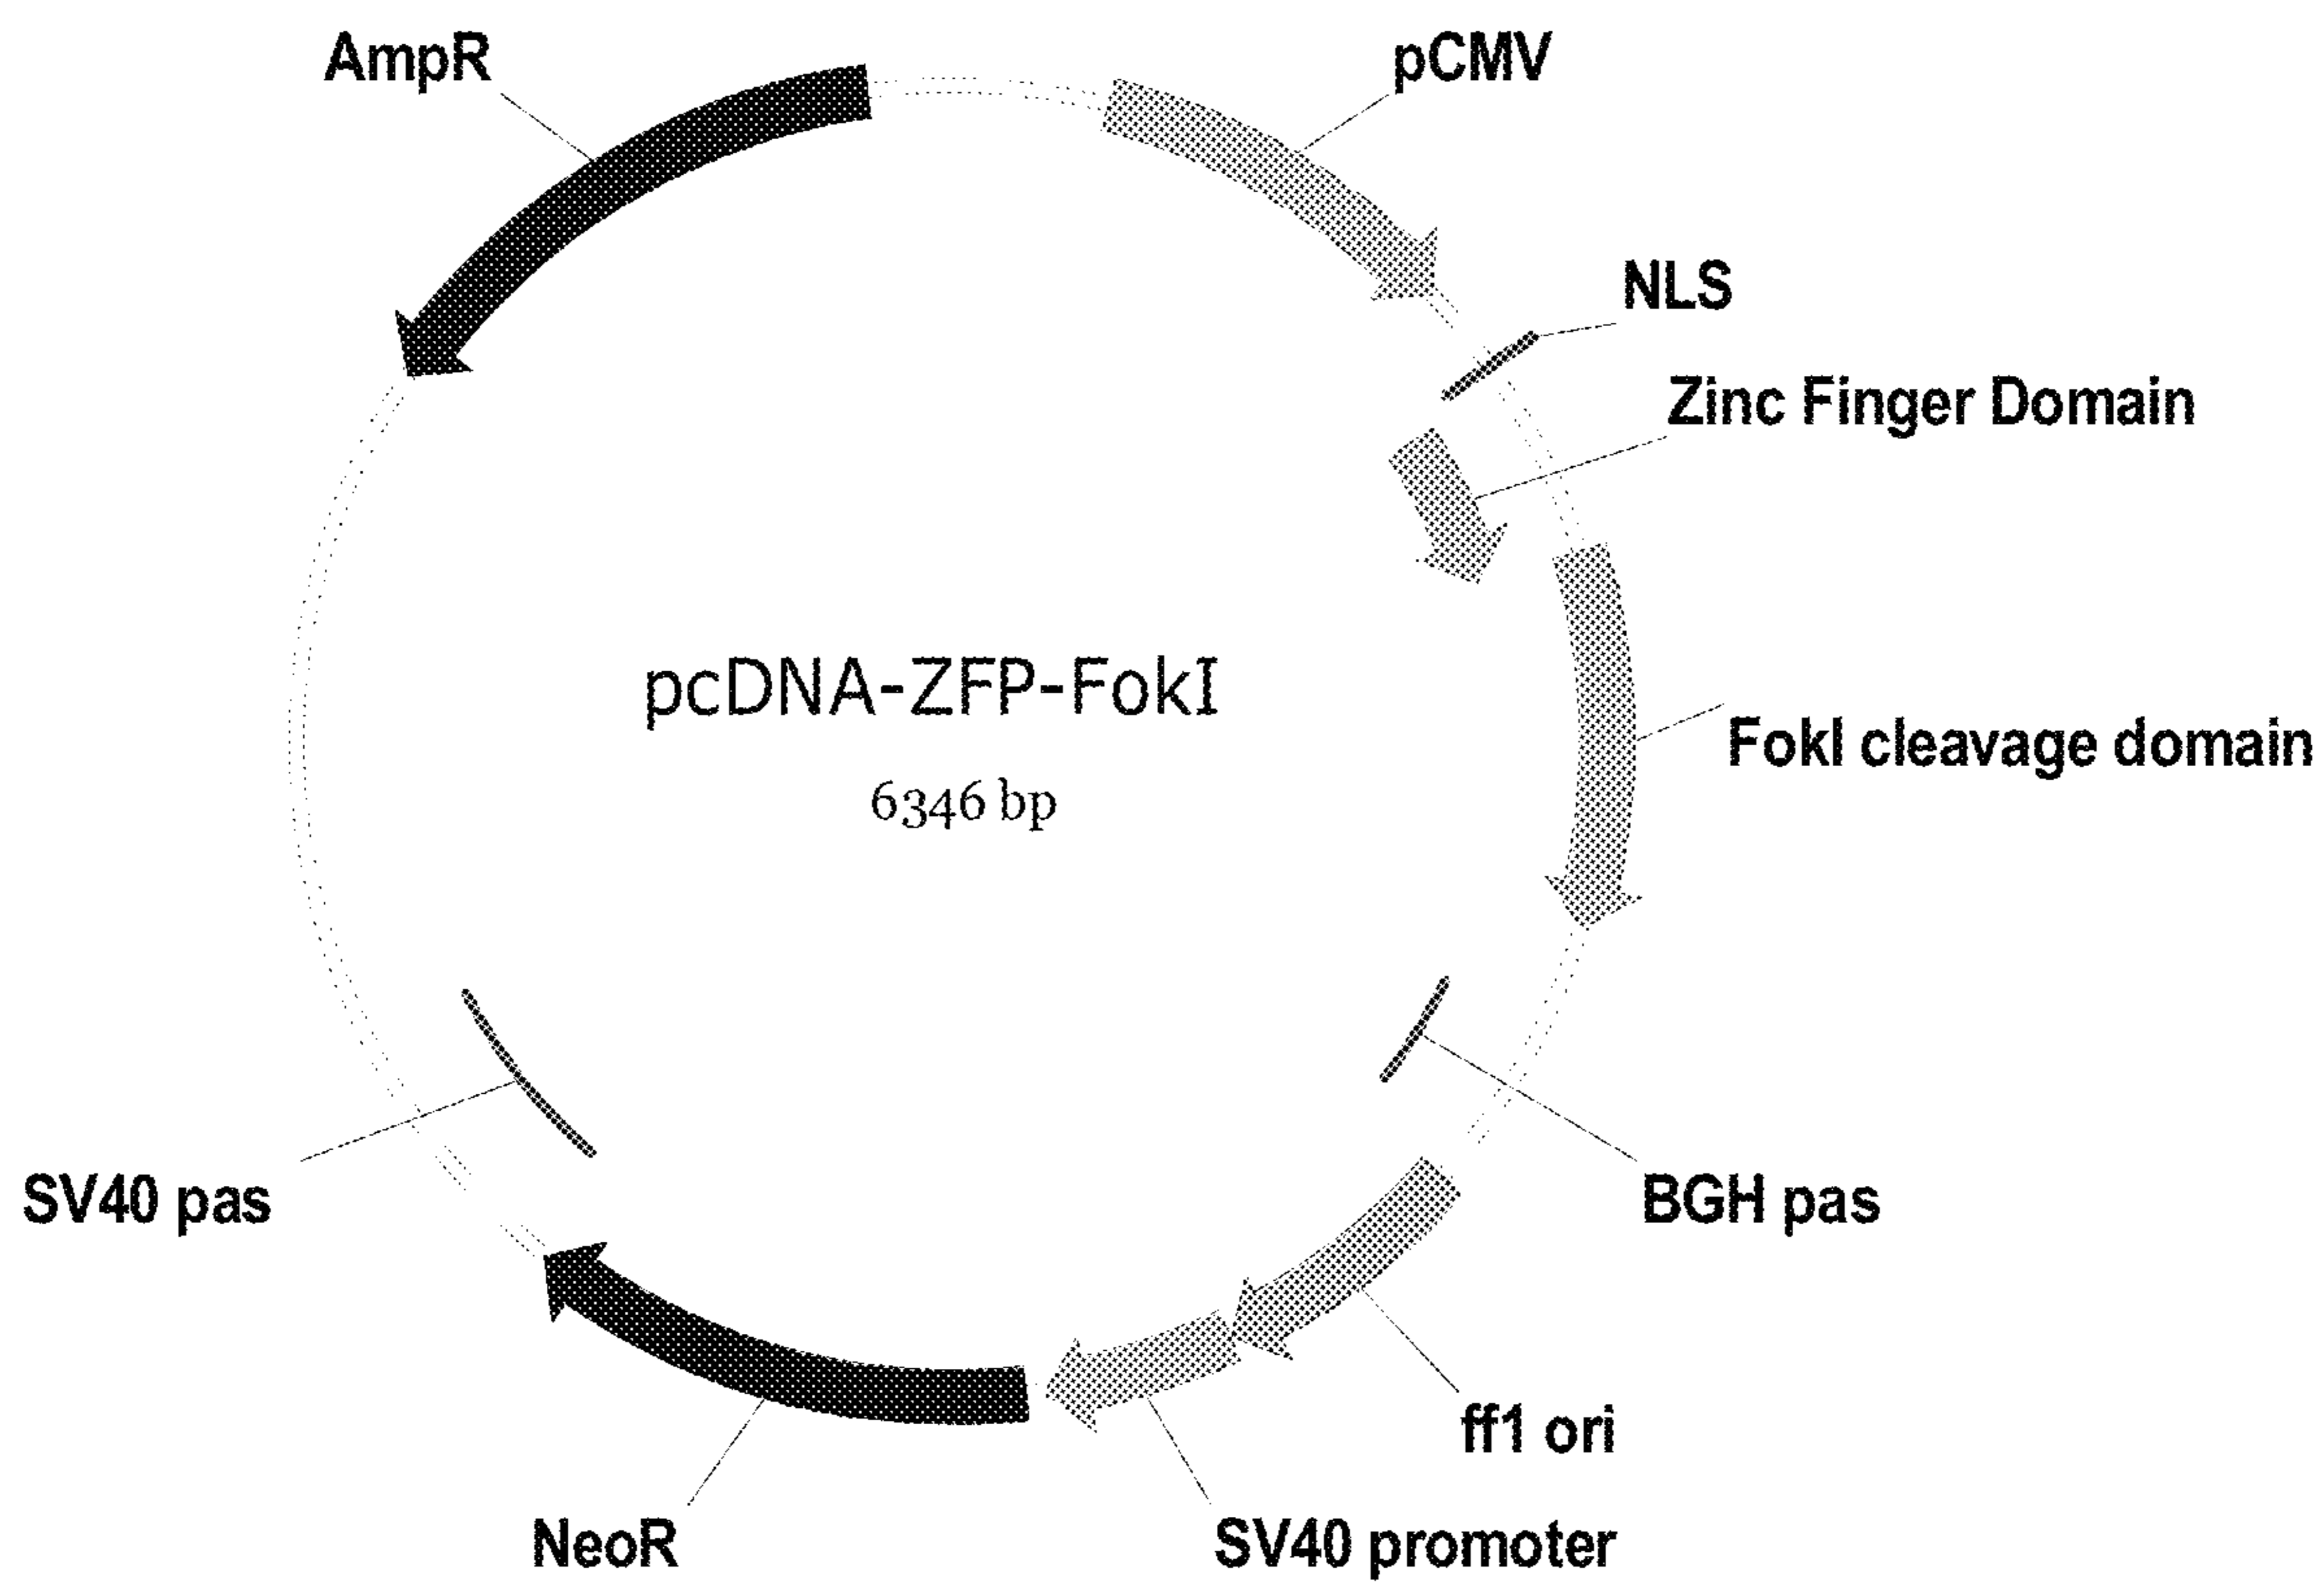 AmpR
pCMV
NLS
Zinc Finger Domain
pcDNA-ZFP-FokI
6346 bp
FokI cleavage domain
SV40 pas
BGH pas
ff1 ori
NeoR
SV40 promoter